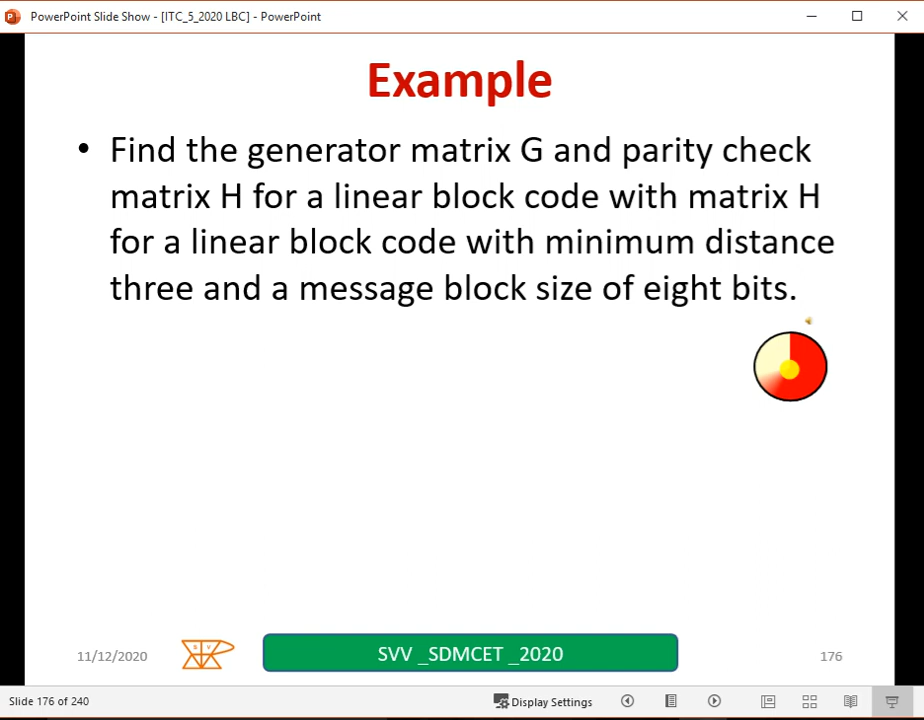 PowerPoint Slide Show - [ITC_5_2020 LBC] - PowerPoint
Example
• Find the generator matrix G and parity check
matrix H for a linear block code with matrix H
for a linear block code with minimum distance
three and a message block size of eight bits.
11/12/2020
S V
SVV _SDMCET _2020
176
Slide 176 of 240
Display Settings